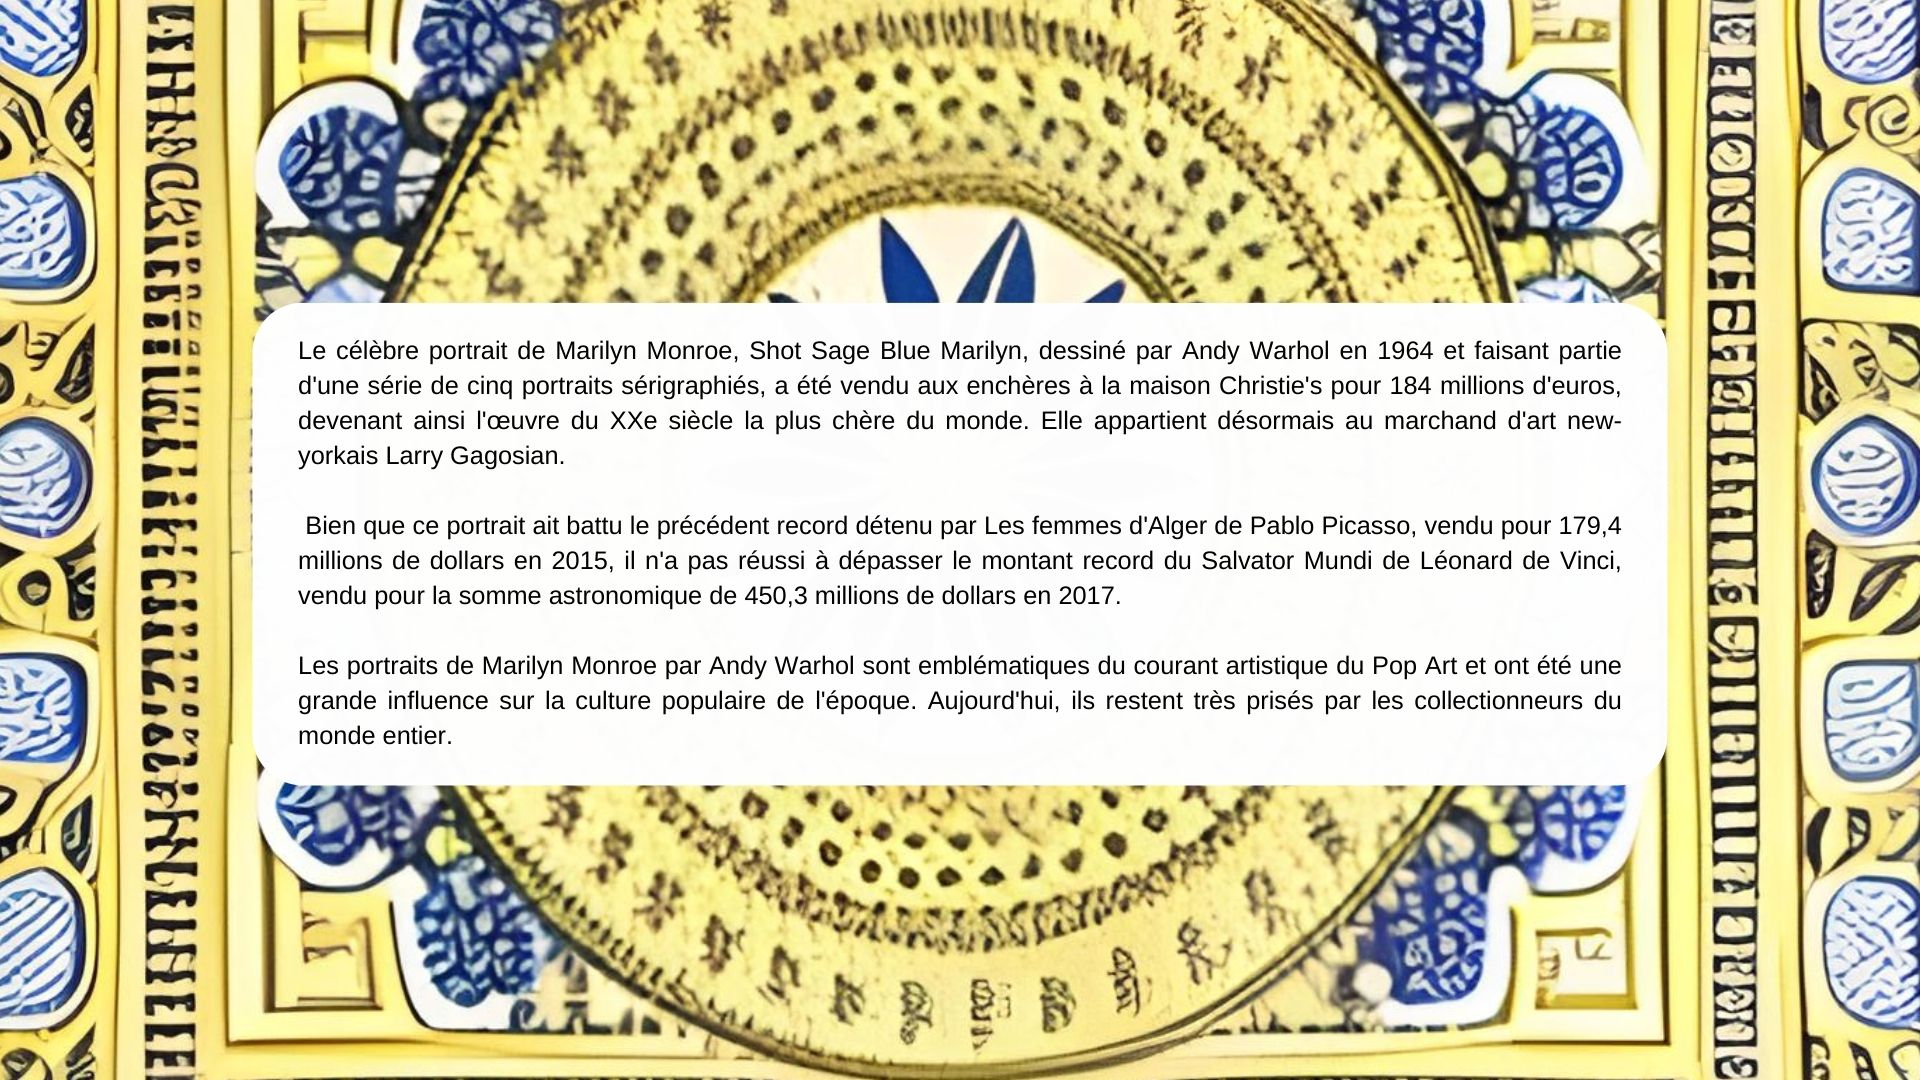 Le célèbre portrait de Marilyn Monroe, Shot Sage Blue Marilyn, dessiné par Andy Warhol en 1964 et faisant partie
d'une série de cinq portraits sérigraphiés, a été vendu aux enchères à la maison Christie's pour 184 millions d'euros,
devenant ainsi l'œuvre du XXe siècle la plus chère du monde. Elle appartient désormais au marchand d'art new-
yorkais Larry Gagosian.
Bien que ce portrait ait battu le précédent record détenu par Les femmes d'Alger de Pablo Picasso, vendu pour 179,4
millions de dollars en 2015, il n'a pas réussi à dépasser le montant record du Salvator Mundi de Léonard de Vinci,
vendu pour la somme astronomique de 450,3 millions de dollars en 2017.
Les portraits de Marilyn Monroe par Andy Warhol sont emblématiques du courant artistique du Pop Art et ont été une
grande influence sur la culture populaire de l'époque. Aujourd'hui, ils restent très prisés par les collectionneurs du
monde entier.